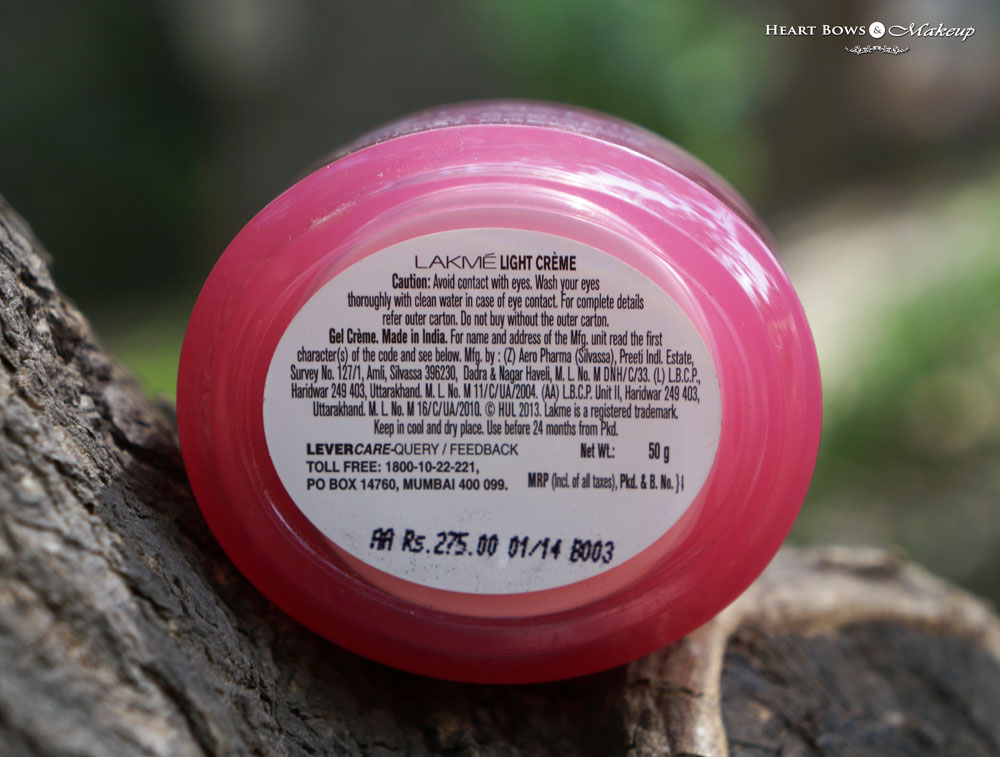 HEART BOWS & Makeup
LAKMÉ LIGHT CRÈME
Caution: Avoid contact with eyes. Wash your eyes
thoroughly with clean water in case of eye contact. For complete details
refer outer carton. Do not buy without the outer carton.
Gel Crème. Made in India. For name and address of the Mfg. unit read the first
character(s) of the code and see below. Mfg. by : (Z) Aero Pharma (Silvassa), Preeti Indl. Estate,
Survey No. 127/1, Amli, Silvassa 396230, Dadra & Nagar Haveli, M. L. No. M DNH/C/33. (L) L.B.C.P.,
Haridwar 249 403, Uttarakhand. M. L. No. M 11/C/UA/2004. (AA) L.B.C.P. Unit II, Haridwar 249 403,
Uttarakhand. M. L. No. M 16/C/UA/2010. © HUL 2013. Lakme is a registered trademark.
Keep in cool and dry place. Use before 24 months from Pkd.
LEVERCARE-QUERY / FEEDBACK Net Wt.: 50 g
TOLL FREE: 1800-10-22-221,
PO BOX 14760, MUMBAI 400 099. MRP (Incl. of all taxes), Pkd. & B. No. }
AA Rs.275.00 01/14 B003